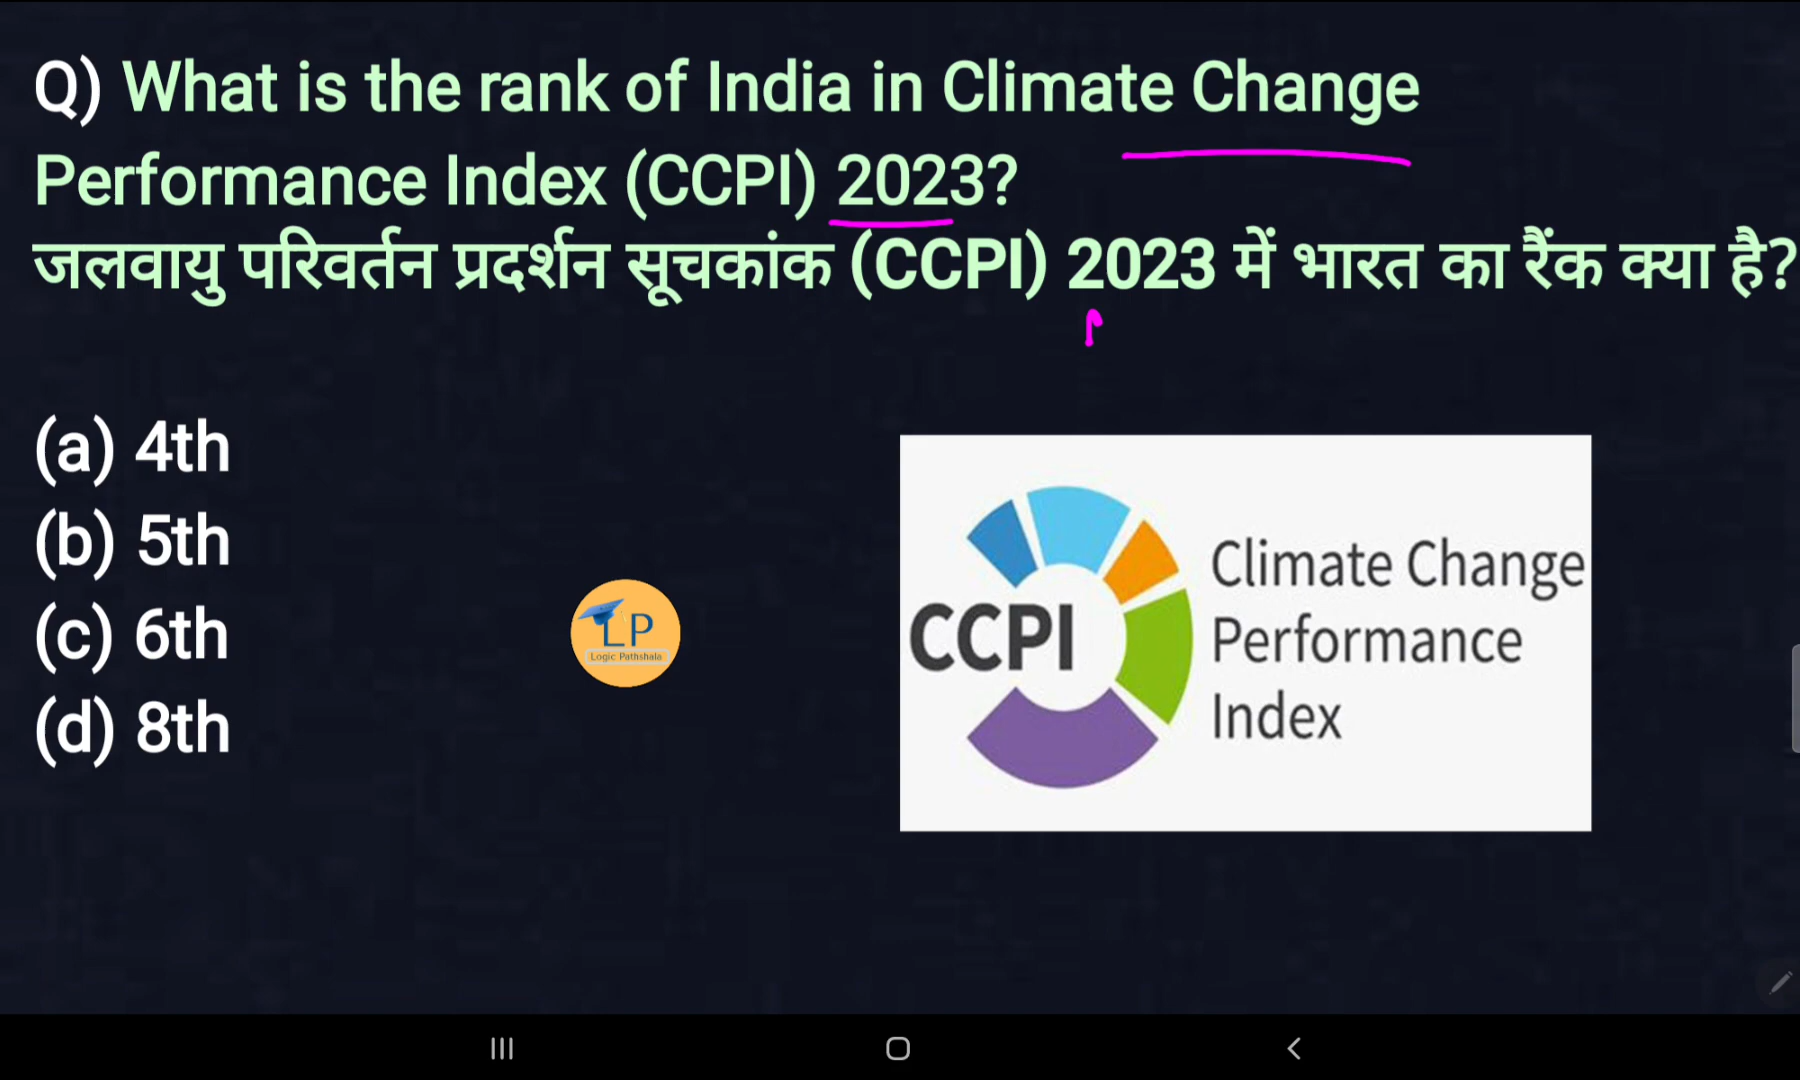 Q) What is the rank of India in Climate Change
Performance Index (CCPI) 2023?
जलवायु परिवर्तन प्रदर्शन सूचकांक (CCPI) 2023 में भारत का रैंक क्या है?
(a) 4th
(b) 5th
(c) 6th
(d) 8th
LP
Logic Pathshala
CCPI
Climate Change
Performance
Index